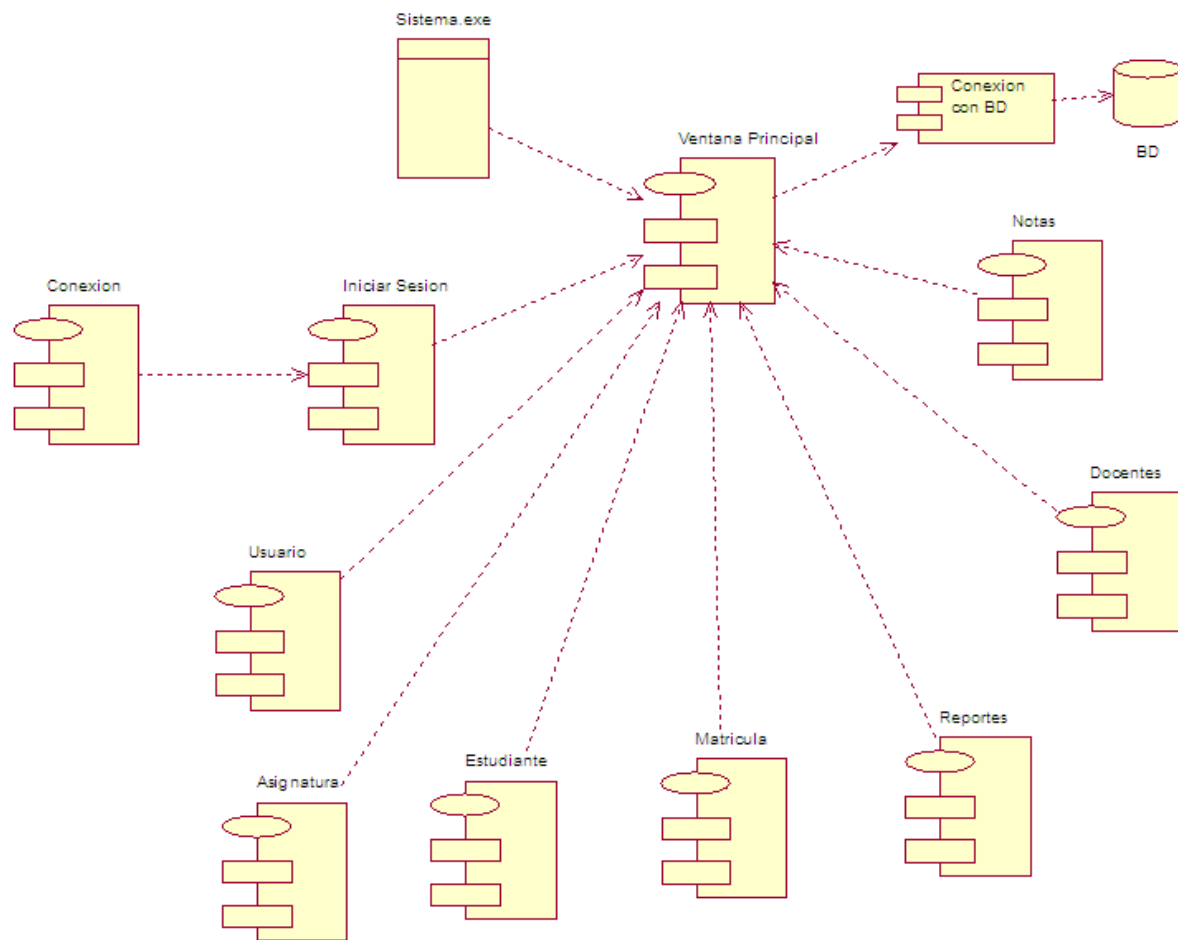 Sistema.exe
Conexion
con BD
BD
Ventana Principal
Notas
Conexion
Iniciar Sesion
Docentes
Usuario
Reportes
Matricula
Estudiante
Asignatura